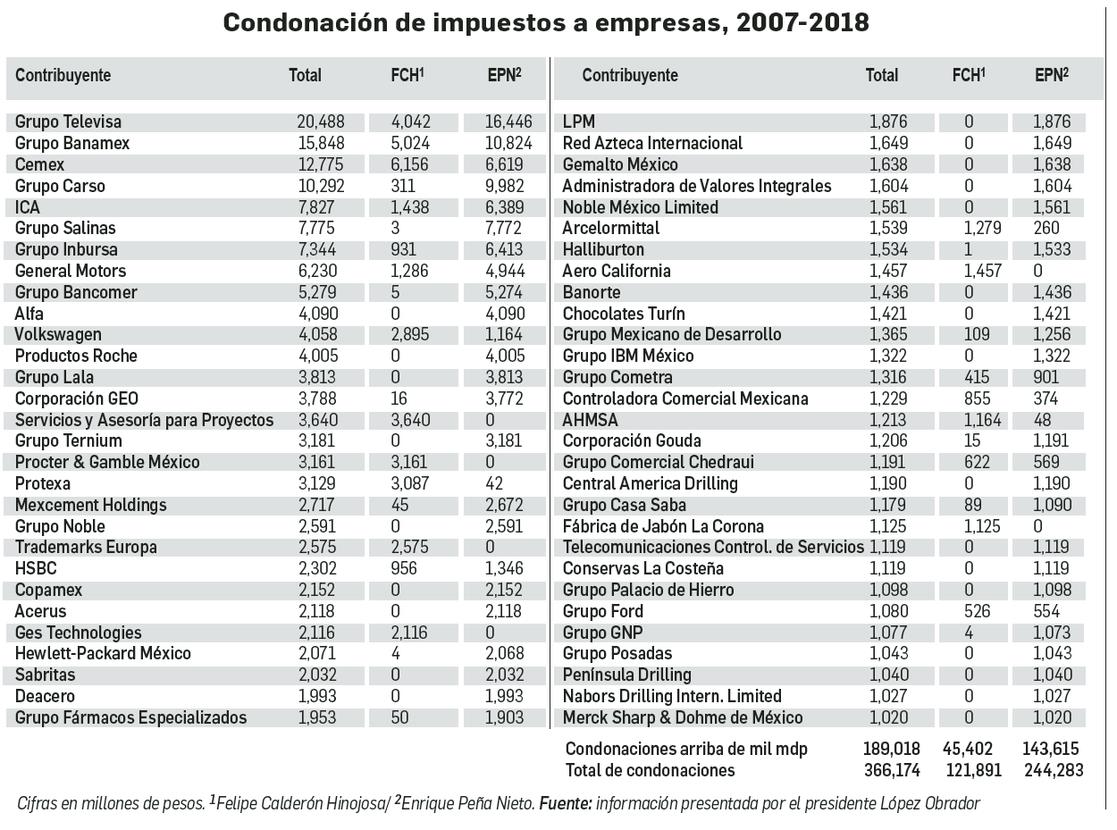 Condonación de impuestos a empresas, 2007-2018
Contribuyente Total FCH¹ EPN²
Grupo Televisa 20,488 4,042 16,446
Grupo Banamex 15,848 5,024 10,824
Cemex 12,775 6,156 6,619
Grupo Carso 10,292 311 9,982
ICA 7,827 1,438 6,389
Grupo Salinas 7,775 3 7,772
Grupo Inbursa 7,344 931 6,413
General Motors 6,230 1,286 4,944
Grupo Bancomer 5,279 5 5,274
Alfa 4,090 0 4,090
Volkswagen 4,058 2,895 1,164
Productos Roche 4,005 0 4,005
Grupo Lala 3,813 0 3,813
Corporación GEO 3,788 16 3,772
Servicios y Asesoría para Proyectos 3,640 3,640 0
Grupo Ternium 3,181 0 3,181
Procter & Gamble México 3,161 3,161 0
Protexa 3,129 3,087 42
Mexcement Holdings 2,717 45 2,672
Grupo Noble 2,591 0 2,591
Trademarks Europa 2,575 2,575 0
HSBC 2,302 956 1,346
Copamex 2,152 0 2,152
Acerus 2,118 0 2,118
Ges Technologies 2,116 2,116 0
Hewlett-Packard México 2,071 4 2,068
Sabritas 2,032 0 2,032
Deacero 1,993 0 1,993
Grupo Fármacos Especializados 1,953 50 1,903
Contribuyente Total FCH¹ EPN²
LPM 1,876 0 1,876
Red Azteca Internacional 1,649 0 1,649
Gemalto México 1,638 0 1,638
Administradora de Valores Integrales 1,604 0 1,604
Noble México Limited 1,561 0 1,561
Arcelormittal 1,539 1,279 260
Halliburton 1,534 1 1,533
Aero California 1,457 1,457 0
Banorte 1,436 0 1,436
Chocolates Turín 1,421 0 1,421
Grupo Mexicano de Desarrollo 1,365 109 1,256
Grupo IBM México 1,322 0 1,322
Grupo Cometra 1,316 415 901
Controladora Comercial Mexicana 1,229 855 374
AHMSA 1,213 1,164 48
Corporación Gouda 1,206 15 1,191
Grupo Comercial Chedraui 1,191 622 569
Central America Drilling 1,190 0 1,190
Grupo Casa Saba 1,179 89 1,090
Fábrica de Jabón La Corona 1,125 1,125 0
Telecomunicaciones Control. de Servicios 1,119 0 1,119
Conservas La Costeña 1,119 0 1,119
Grupo Palacio de Hierro 1,098 0 1,098
Grupo Ford 1,080 526 554
Grupo GNP 1,077 4 1,073
Grupo Posadas 1,043 0 1,043
Península Drilling 1,040 0 1,040
Nabors Drilling Intern. Limited 1,027 0 1,027
Merck Sharp & Dohme de México 1,020 0 1,020
Condonaciones arriba de mil mdp 189,018 45,402 143,615
Total de condonaciones 366,174 121,891 244,283
Cifras en millones de pesos. ¹Felipe Calderón Hinojosa/ ²Enrique Peña Nieto. Fuente: información presentada por el presidente López Obrador